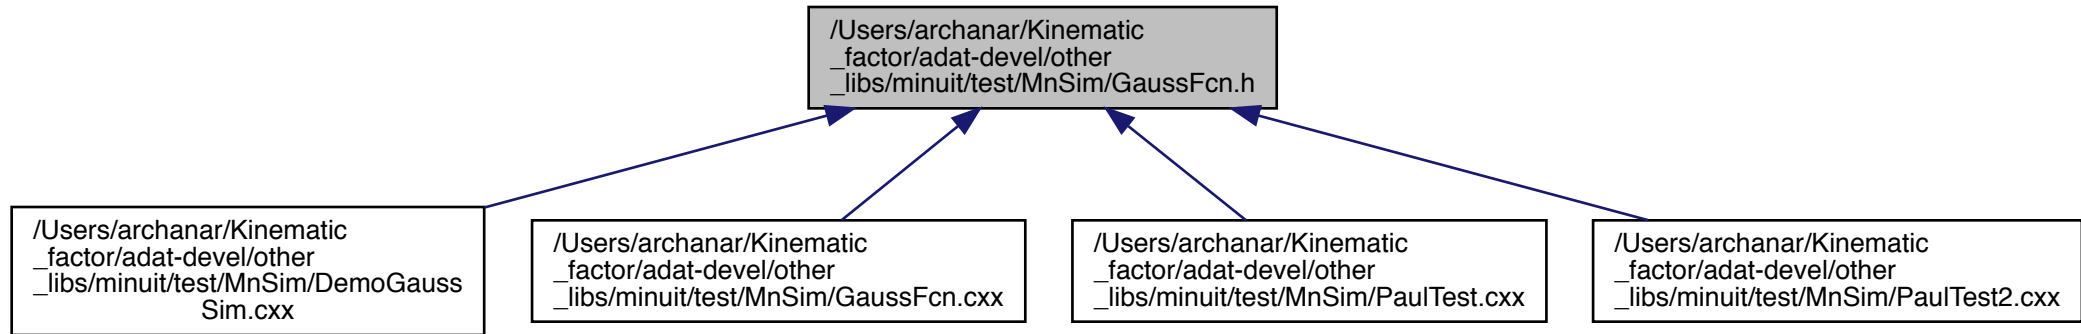 /Users/archanar/Kinematic
_factor/adat-devel/other
_libs/minuit/test/MnSim/GaussFcn.h
/Users/archanar/Kinematic
_factor/adat-devel/other
_libs/minuit/test/MnSim/DemoGauss
Sim.cxx
/Users/archanar/Kinematic
_factor/adat-devel/other
_libs/minuit/test/MnSim/GaussFcn.cxx
/Users/archanar/Kinematic
_factor/adat-devel/other
_libs/minuit/test/MnSim/PaulTest.cxx
/Users/archanar/Kinematic
_factor/adat-devel/other
_libs/minuit/test/MnSim/PaulTest2.cxx